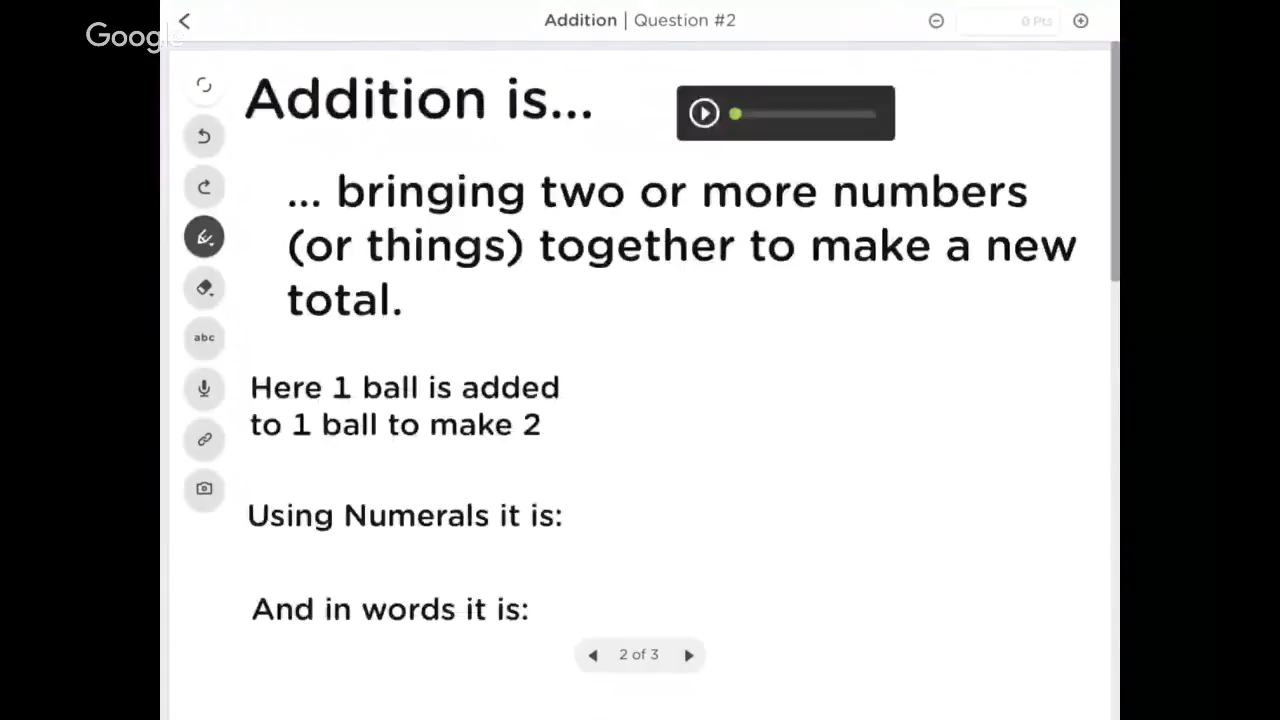 Google
Addition | Question #2
0 Pts
Addition is...
... bringing two or more numbers
(or things) together to make a new
total.
abc
Here 1 ball is added
to 1 ball to make 2
Using Numerals it is:
And in words it is:
2 of 3